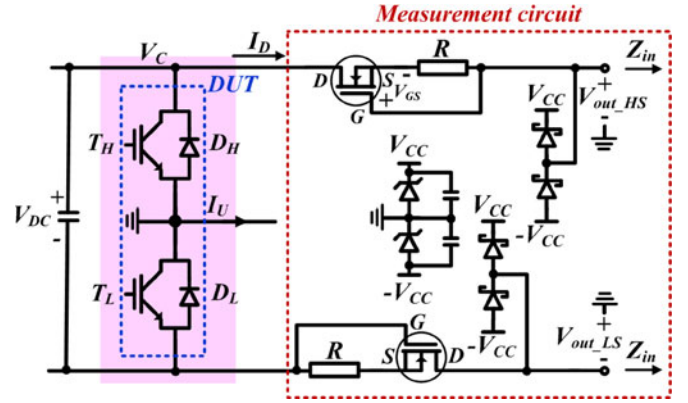 Measurement circuit
V_C
I_D
R
Z_in
D
S
-
+
V_GS
G
DUT
V_CC
V_out_HS
+
-
T_H
D_H
V_CC
-V_CC
V_DC
+
-
I_U
V_CC
T_L
D_L
-V_CC
G
-V_CC
V_out_LS
+
-
R
S
D
Z_in